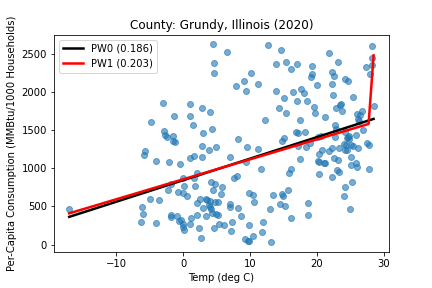 County: Grundy, Illinois (2020)
PW0 (0.186)
PW1 (0.203)
Per-Capita Consumption (MMBtu/1000 Households)
2500
2000
1500
1000
500
0
−10
0
10
20
30
Temp (deg C)